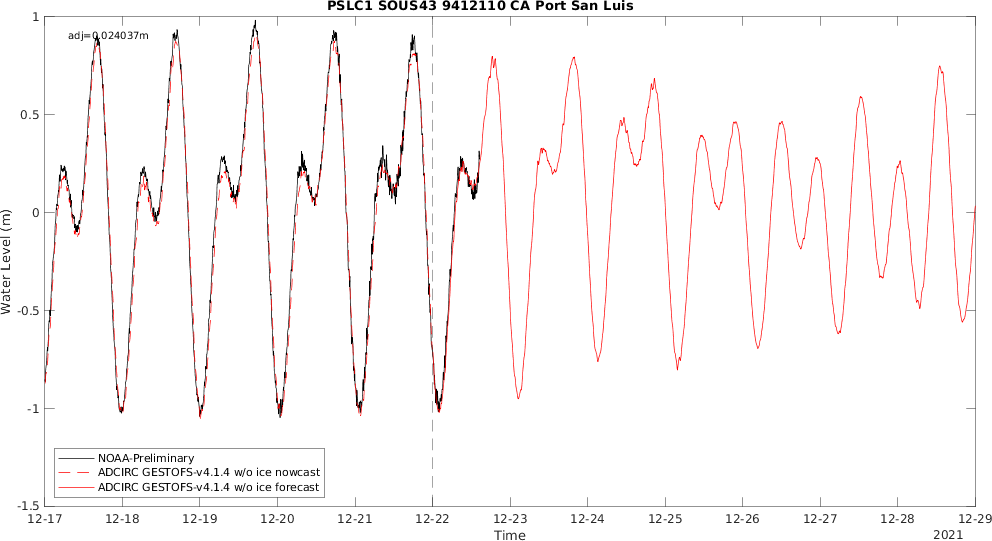 PSLC1 SOUS43 9412110 CA Port San Luis
adj=0.024037m
1
0.5
0
-0.5
-1
-1.5
Water Level (m)
NOAA-Preliminary
ADCIRC GESTOFS-v4.1.4 w/o ice nowcast
ADCIRC GESTOFS-v4.1.4 w/o ice forecast
12-17 12-18 12-19 12-20 12-21 12-22 12-23 12-24 12-25 12-26 12-27 12-28 12-29
Time
2021